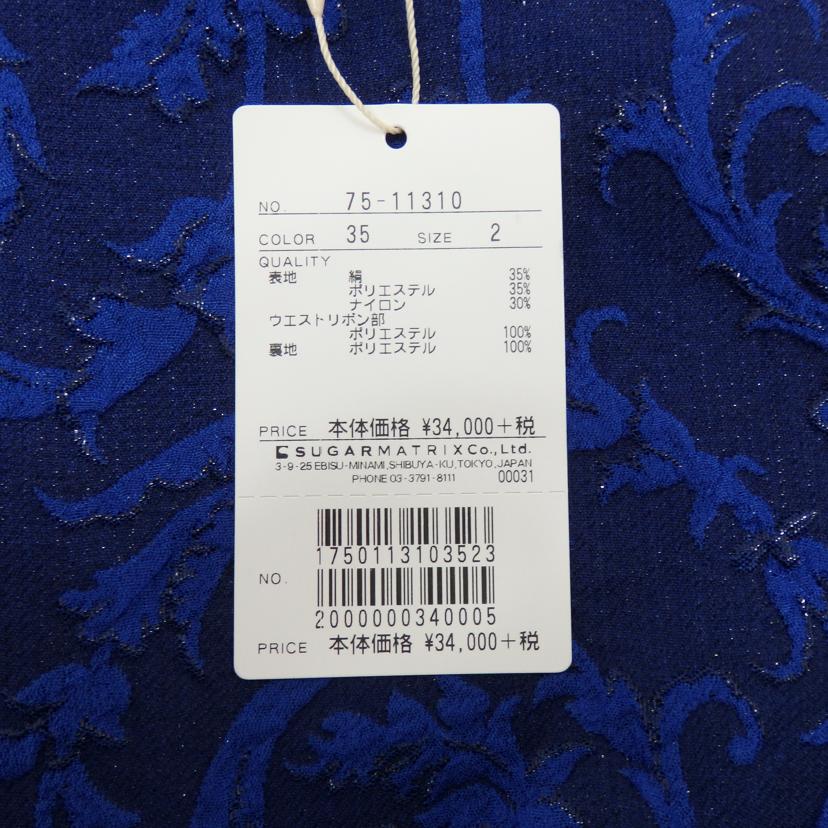 NO. 75-11310
COLOR 35 SIZE 2
QUALITY
表地 絹 35%
ポリエステル 35%
ナイロン 30%
ウエストリボン部
ポリエステル 100%
裏地 ポリエステル 100%
PRICE 本体価格 ¥34,000+税
SUGARMATRIX Co., Ltd.
3-9-25 EBISU-MINAMI, SHIBUYA-KU, TOKYO, JAPAN
PHONE 03-3791-8111 00031
1750113103523
NO.
2000000340005
PRICE 本体価格 ¥34,000+税